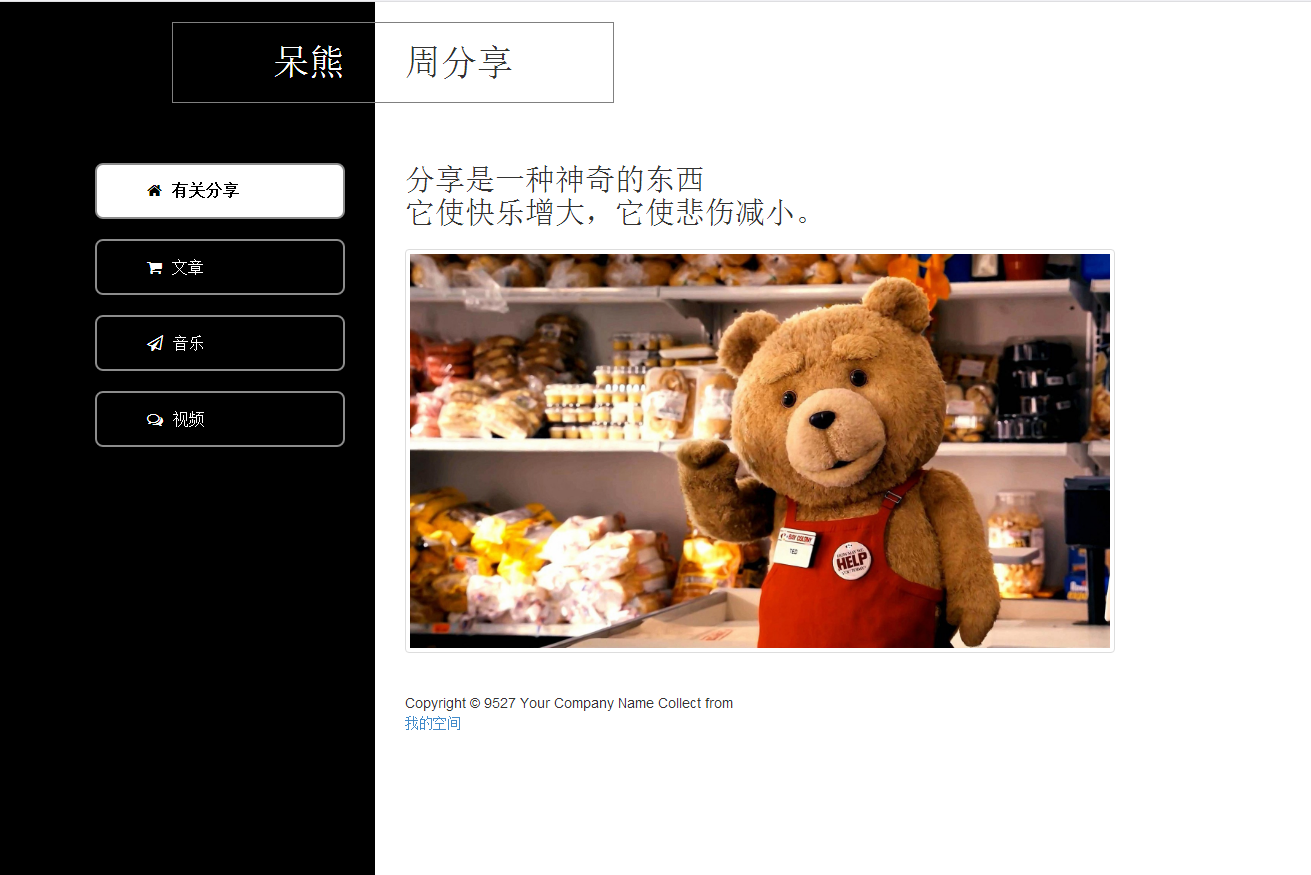 呆熊 周分享
有关分享
文章
音乐
视频
分享是一种神奇的东西
它使快乐增大，它使悲伤减小。
TED
HELP
Copyright © 9527 Your Company Name Collect from
我的空间